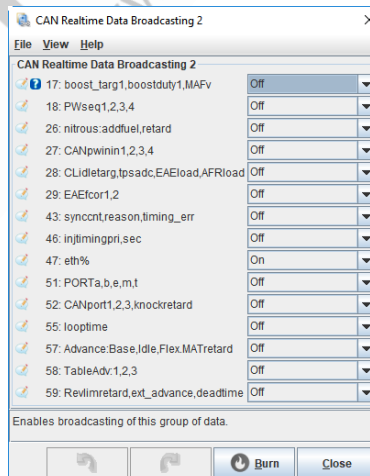 CAN Realtime Data Broadcasting 2
File View Help
CAN Realtime Data Broadcasting 2
17: boost_targ1,boostduty1,MAFv Off
18: PWseq1,2,3,4 Off
26: nitrous:addfuel,retard Off
27: CANpwmin1,2,3,4 Off
28: CLidletarg,tpsadc,EAEload,AFRload Off
29: EAEfcor1,2 Off
43: synccnt,reason,timing_err Off
46: injtimingpri,sec Off
47: eth% On
51: PORTa,b,e,m,t Off
52: CANport1,2,3,knockretard Off
55: looptime Off
57: Advance:Base,Idle,Flex.MATretard Off
58: TableAdv:1,2,3 Off
59: Revlimretard,ext_advance,deadtime Off
Enables broadcasting of this group of data.
Burn Close